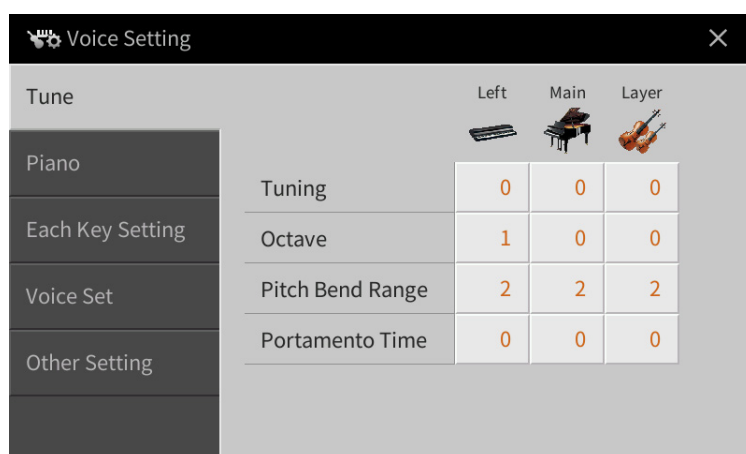 Voice Setting
Tune
Piano
Each Key Setting
Voice Set
Other Setting
Left Main Layer
Tuning 0 0 0
Octave 1 0 0
Pitch Bend Range 2 2 2
Portamento Time 0 0 0